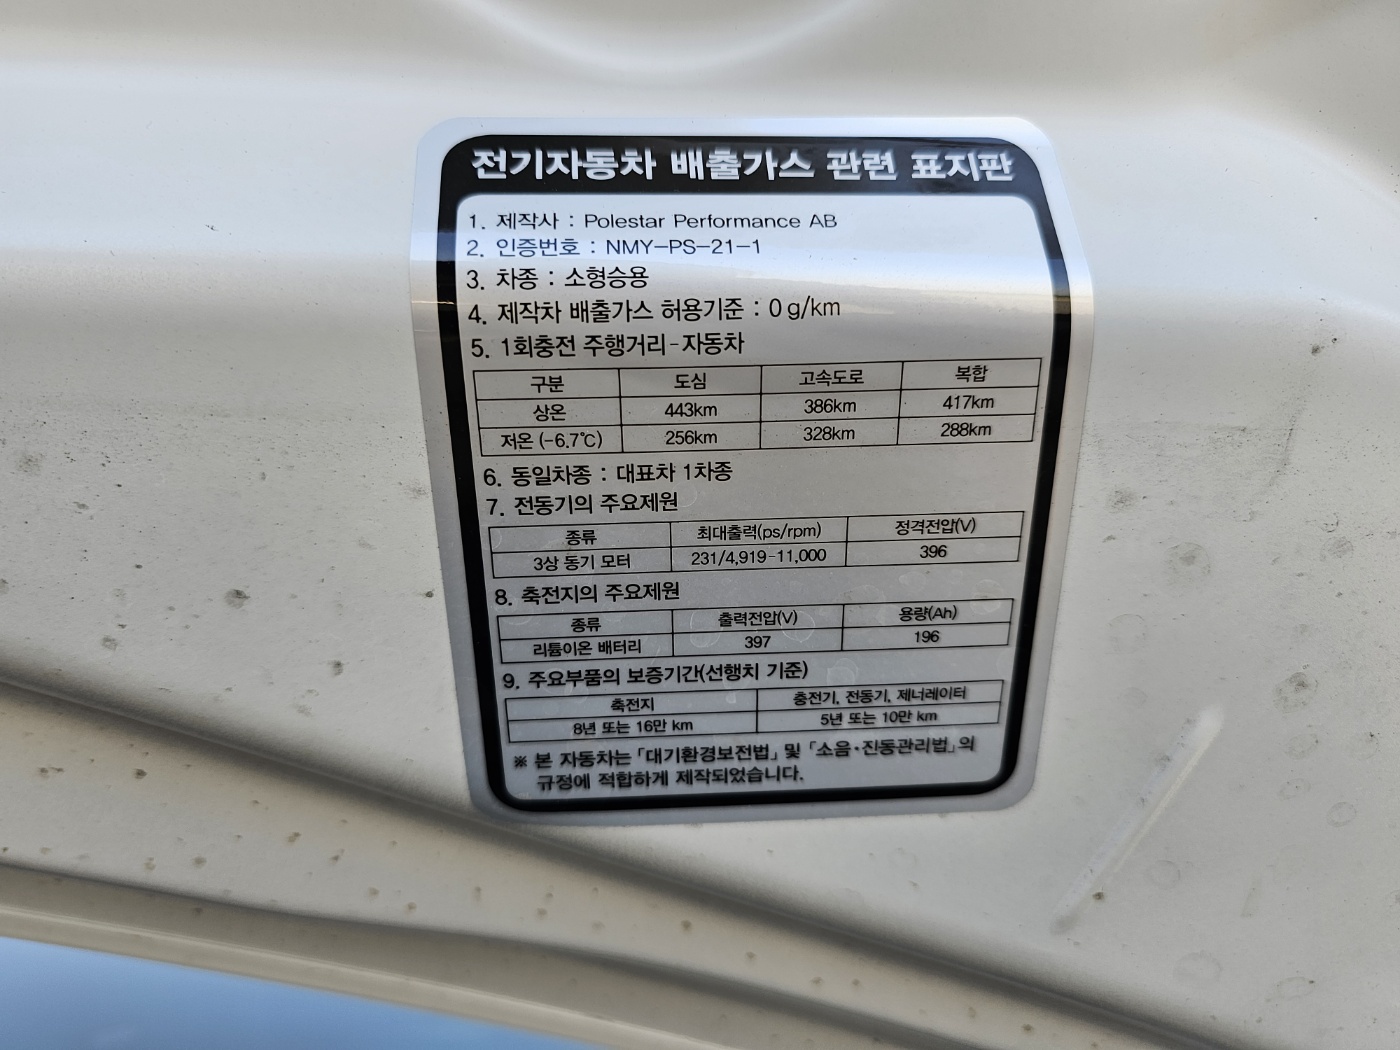 전기자동차 배출가스 관련 표지판
1. 제작사 : Polestar Performance AB
2. 인증번호 : NMY-PS-21-1
3. 차종 : 소형승용
4. 제작차 배출가스 허용기준 : 0 g/km
5. 1회충전 주행거리-자동차
구분 도심 고속도로 복합
상온 443km 386km 417km
저온 (-6.7℃) 256km 328km 288km
6. 동일차종 : 대표차 1차종
7. 전동기의 주요제원
종류 최대출력(ps/rpm) 정격전압(V)
3상 동기 모터 231/4,919-11,000 396
8. 축전지의 주요제원
종류 출력전압(V) 용량(Ah)
리튬이온 배터리 397 196
9. 주요부품의 보증기간(선행치 기준)
축전지 충전기, 전동기, 제너레이터
8년 또는 16만 km 5년 또는 10만 km
※ 본 자동차는 「대기환경보전법」 및 「소음·진동관리법」의
규정에 적합하게 제작되었습니다.